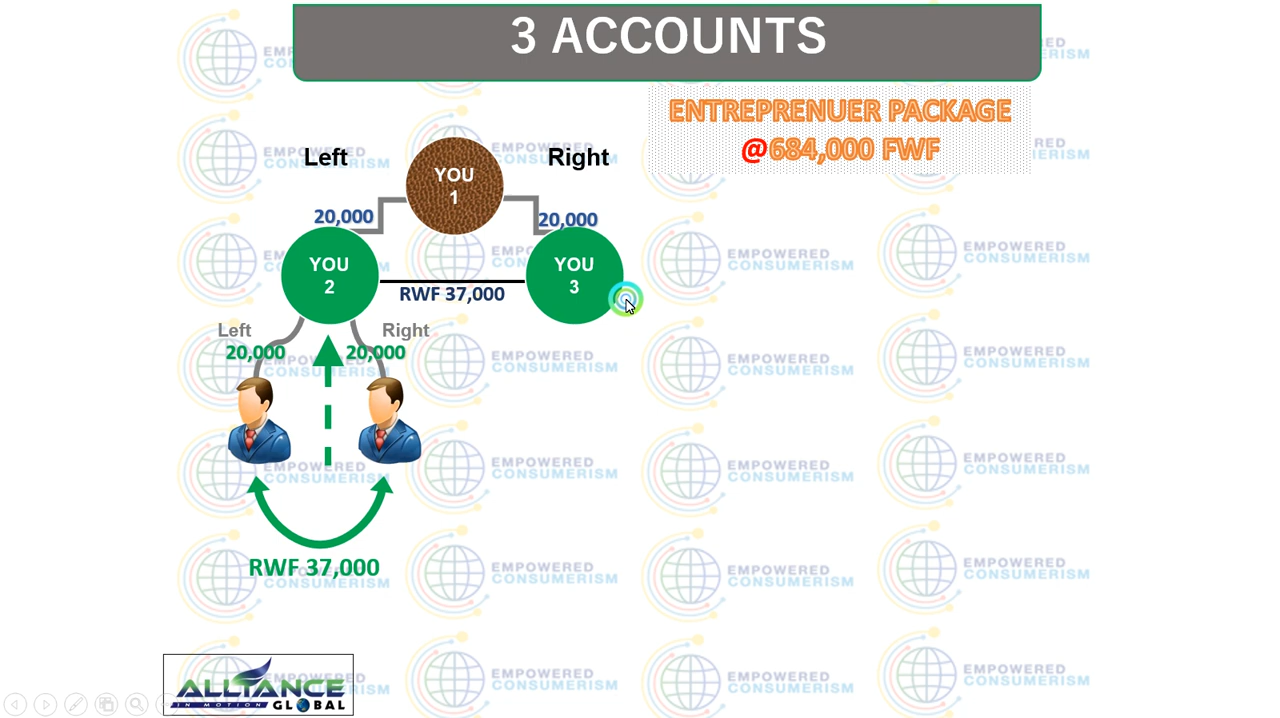 3 ACCOUNTS
ENTREPRENUER PACKAGE
@684,000 FWF
Left
Right
YOU
1
20,000
20,000
YOU
2
YOU
3
RWF 37,000
Left
Right
20,000
20,000
RWF 37,000
ALLIANCE
IN MOTION GLOBAL
EMPOWERED
CONSUMERISM